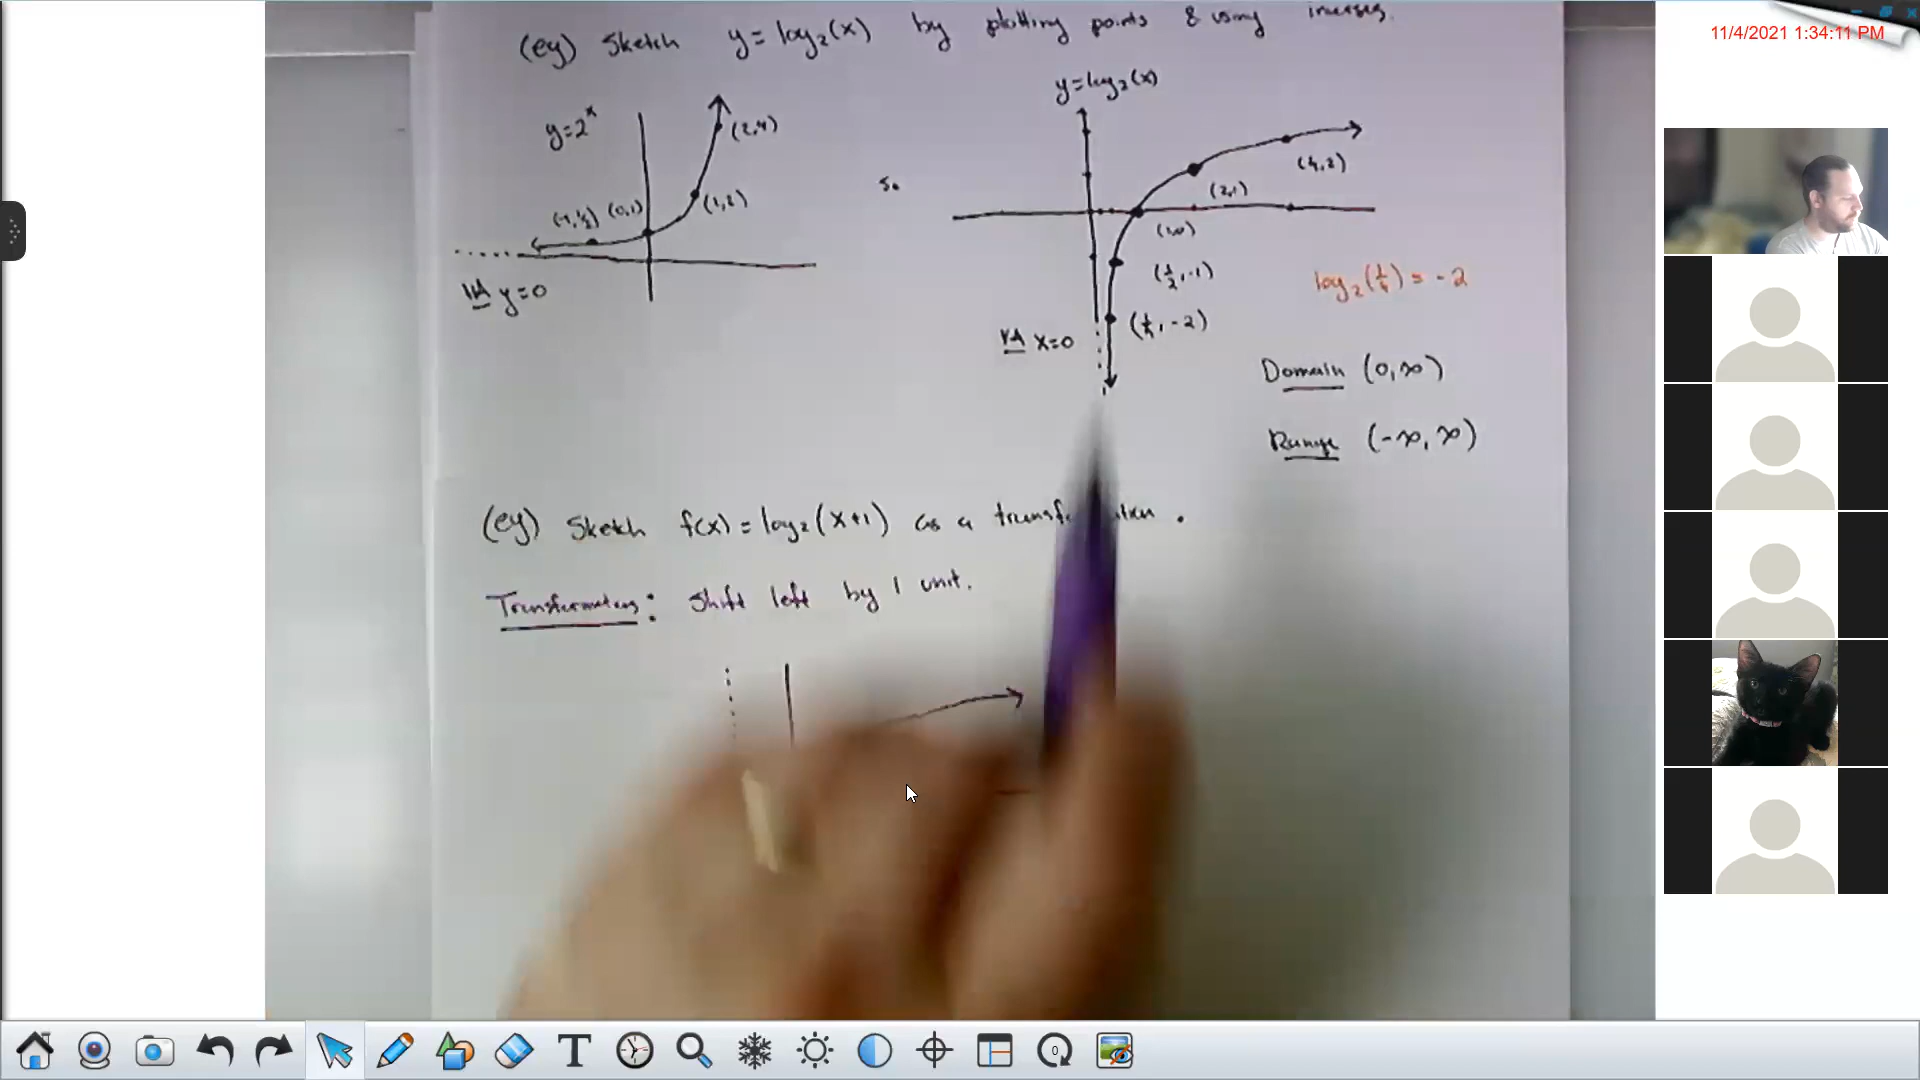 (eg) Sketch y = log₂(x) by plotting points & using inverses.
11/4/2021 1:34:11 PM
y=2ˣ
(2,4)
(1,2)
(0,1)
(-1,½)
HA y=0
so
y=log₂(x)
(4,2)
(2,1)
(1,0)
(½,-1)
(¼,-2)
VA x=0
log₂(¼) = -2
Domain (0,∞)
Range (-∞,∞)
(eg) Sketch f(x) = log₂(x+1) as a
Transformations: Shift left by 1 unit.
T
0